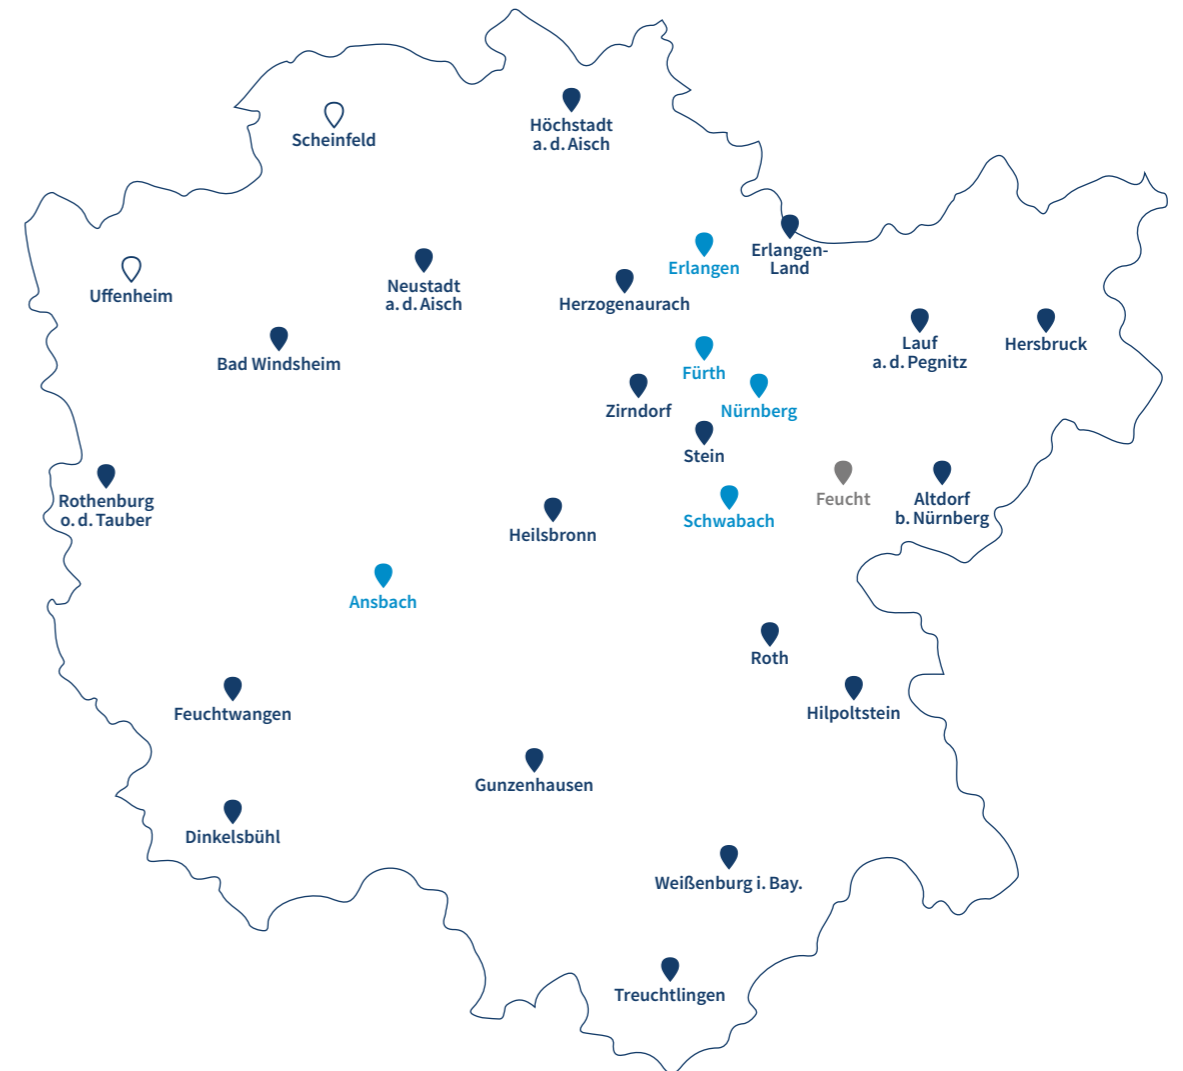 Scheinfeld
Höchstadt
a. d. Aisch
Erlangen
Erlangen-
Land
Uffenheim
Neustadt
a. d. Aisch
Herzogenaurach
Bad Windsheim
Lauf
a. d. Pegnitz
Hersbruck
Fürth
Zirndorf
Nürnberg
Stein
Rothenburg
o. d. Tauber
Feucht
Altdorf
b. Nürnberg
Heilsbronn
Schwabach
Ansbach
Roth
Feuchtwangen
Hilpoltstein
Gunzenhausen
Dinkelsbühl
Weißenburg i. Bay.
Treuchtlingen